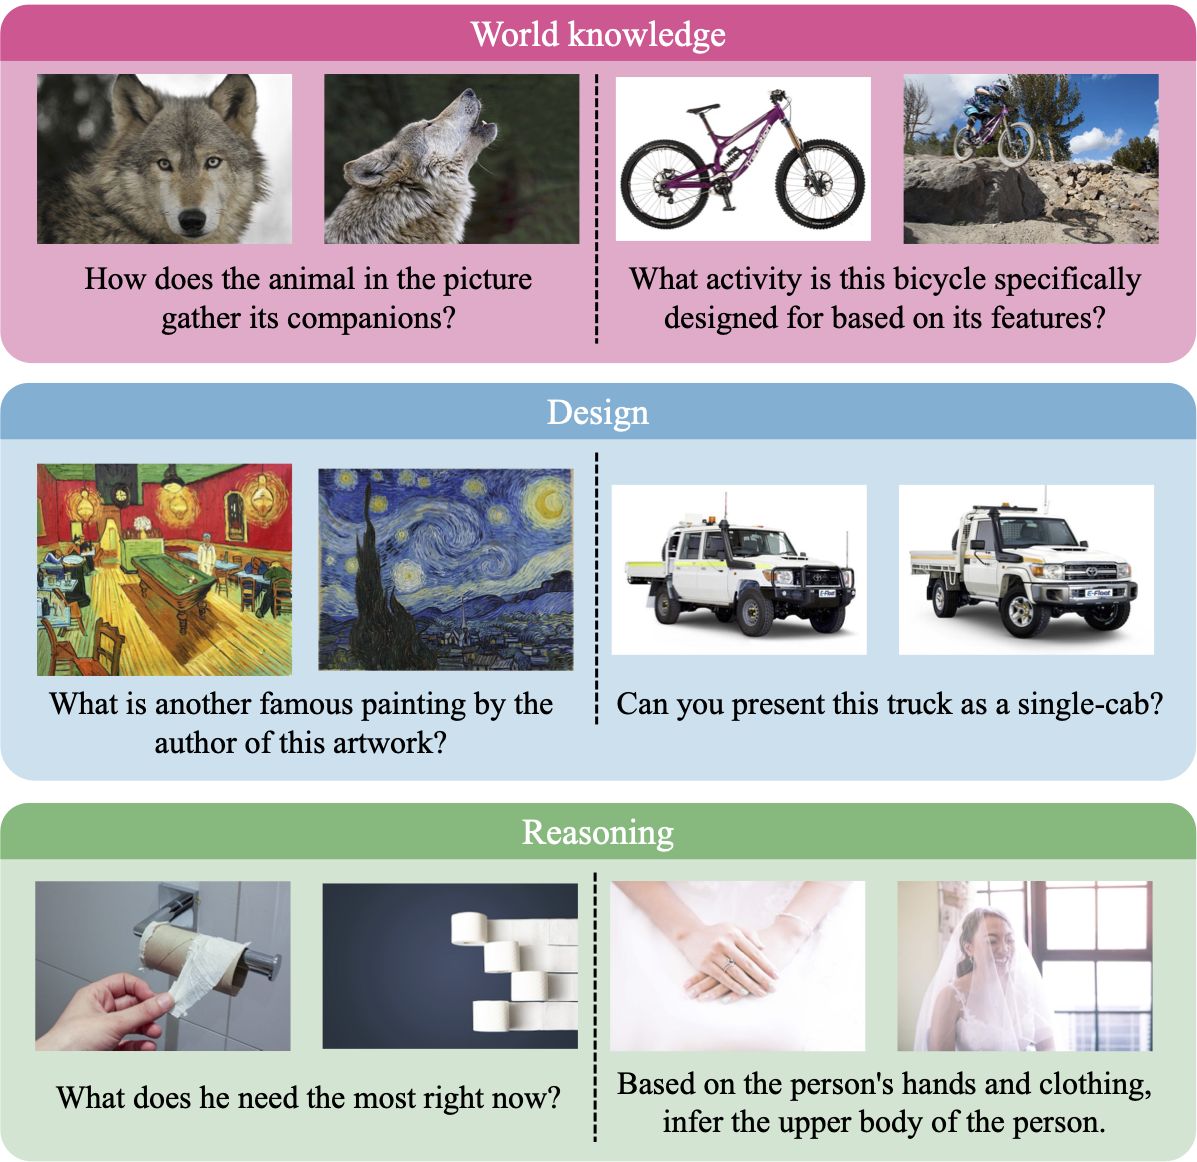 World knowledge
How does the animal in the picture
gather its companions?
What activity is this bicycle specifically
designed for based on its features?
Transition
Design
What is another famous painting by the
author of this artwork?
Can you present this truck as a single-cab?
E-Fleet
E-Fleet
Reasoning
What does he need the most right now?
Based on the person's hands and clothing,
infer the upper body of the person.